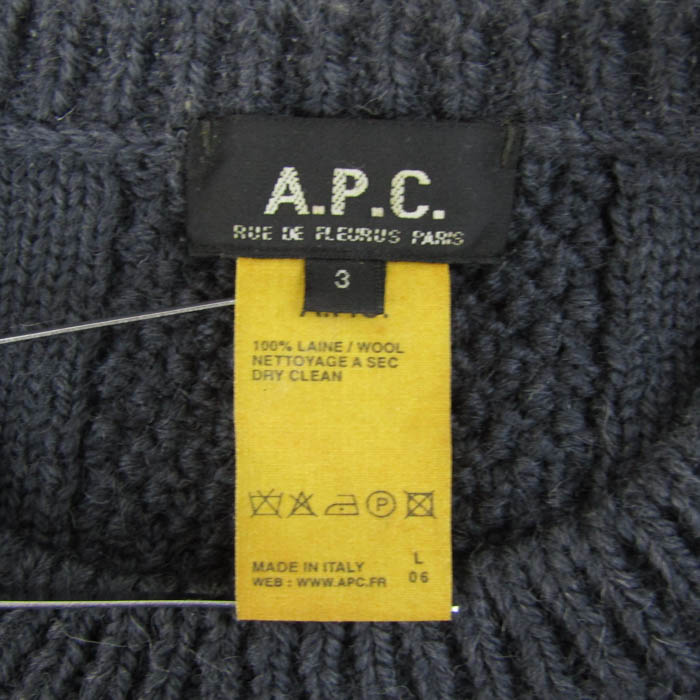 A.P.C.
RUE DE FLEURUS PARIS
3
A.P.C.
100% LAINE / WOOL
NETTOYAGE A SEC
DRY CLEAN
P
MADE IN ITALY
WEB : WWW.APC.FR
L
06